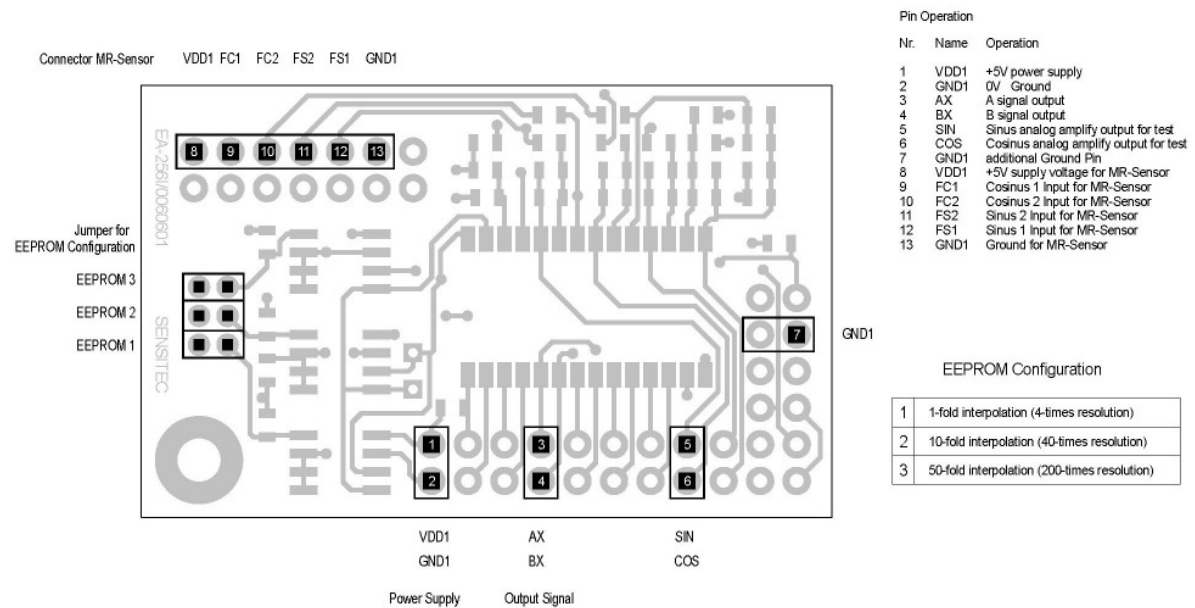 Connector MR-Sensor VDD1 FC1 FC2 FS2 FS1 GND1
8 9 10 11 12 13
EA-256I/0060601
Jumper for
EEPROM Configuration
EEPROM 3
EEPROM 2
EEPROM 1
SENSITEC
7 GND1
1 3 5
2 4 6
VDD1 AX SIN
GND1 BX COS
Power Supply Output Signal
Pin Operation
Nr. Name Operation
1 VDD1 +5V power supply
2 GND1 0V Ground
3 AX A signal output
4 BX B signal output
5 SIN Sinus analog amplify output for test
6 COS Cosinus analog amplify output for test
7 GND1 additional Ground Pin
8 VDD1 +5V supply voltage for MR-Sensor
9 FC1 Cosinus 1 Input for MR-Sensor
10 FC2 Cosinus 2 Input for MR-Sensor
11 FS2 Sinus 2 Input for MR-Sensor
12 FS1 Sinus 1 Input for MR-Sensor
13 GND1 Ground for MR-Sensor
EEPROM Configuration
1 1-fold interpolation (4-times resolution)
2 10-fold interpolation (40-times resolution)
3 50-fold interpolation (200-times resolution)